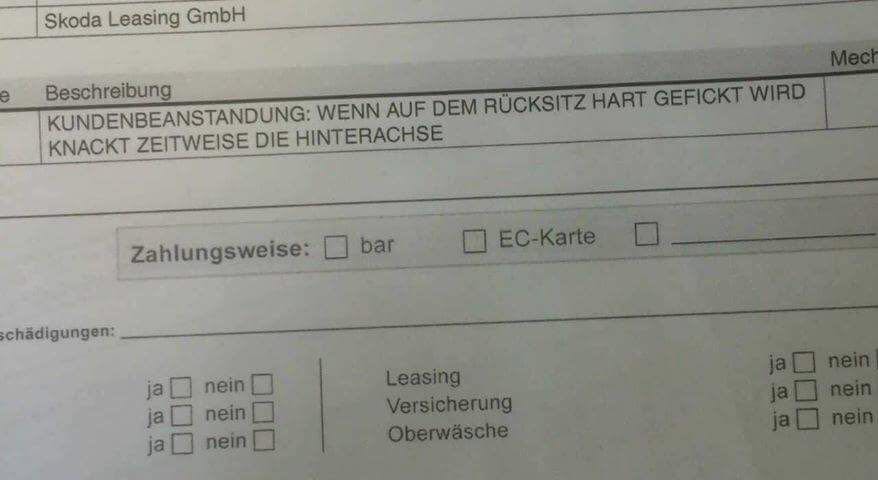 Skoda Leasing GmbH
e Beschreibung Mech
KUNDENBEANSTANDUNG: WENN AUF DEM RÜCKSITZ HART GEFICKT WIRD
KNACKT ZEITWEISE DIE HINTERACHSE
Zahlungsweise: bar EC-Karte
schädigungen:
ja nein Leasing ja nein
ja nein Versicherung ja nein
ja nein Oberwäsche ja nein